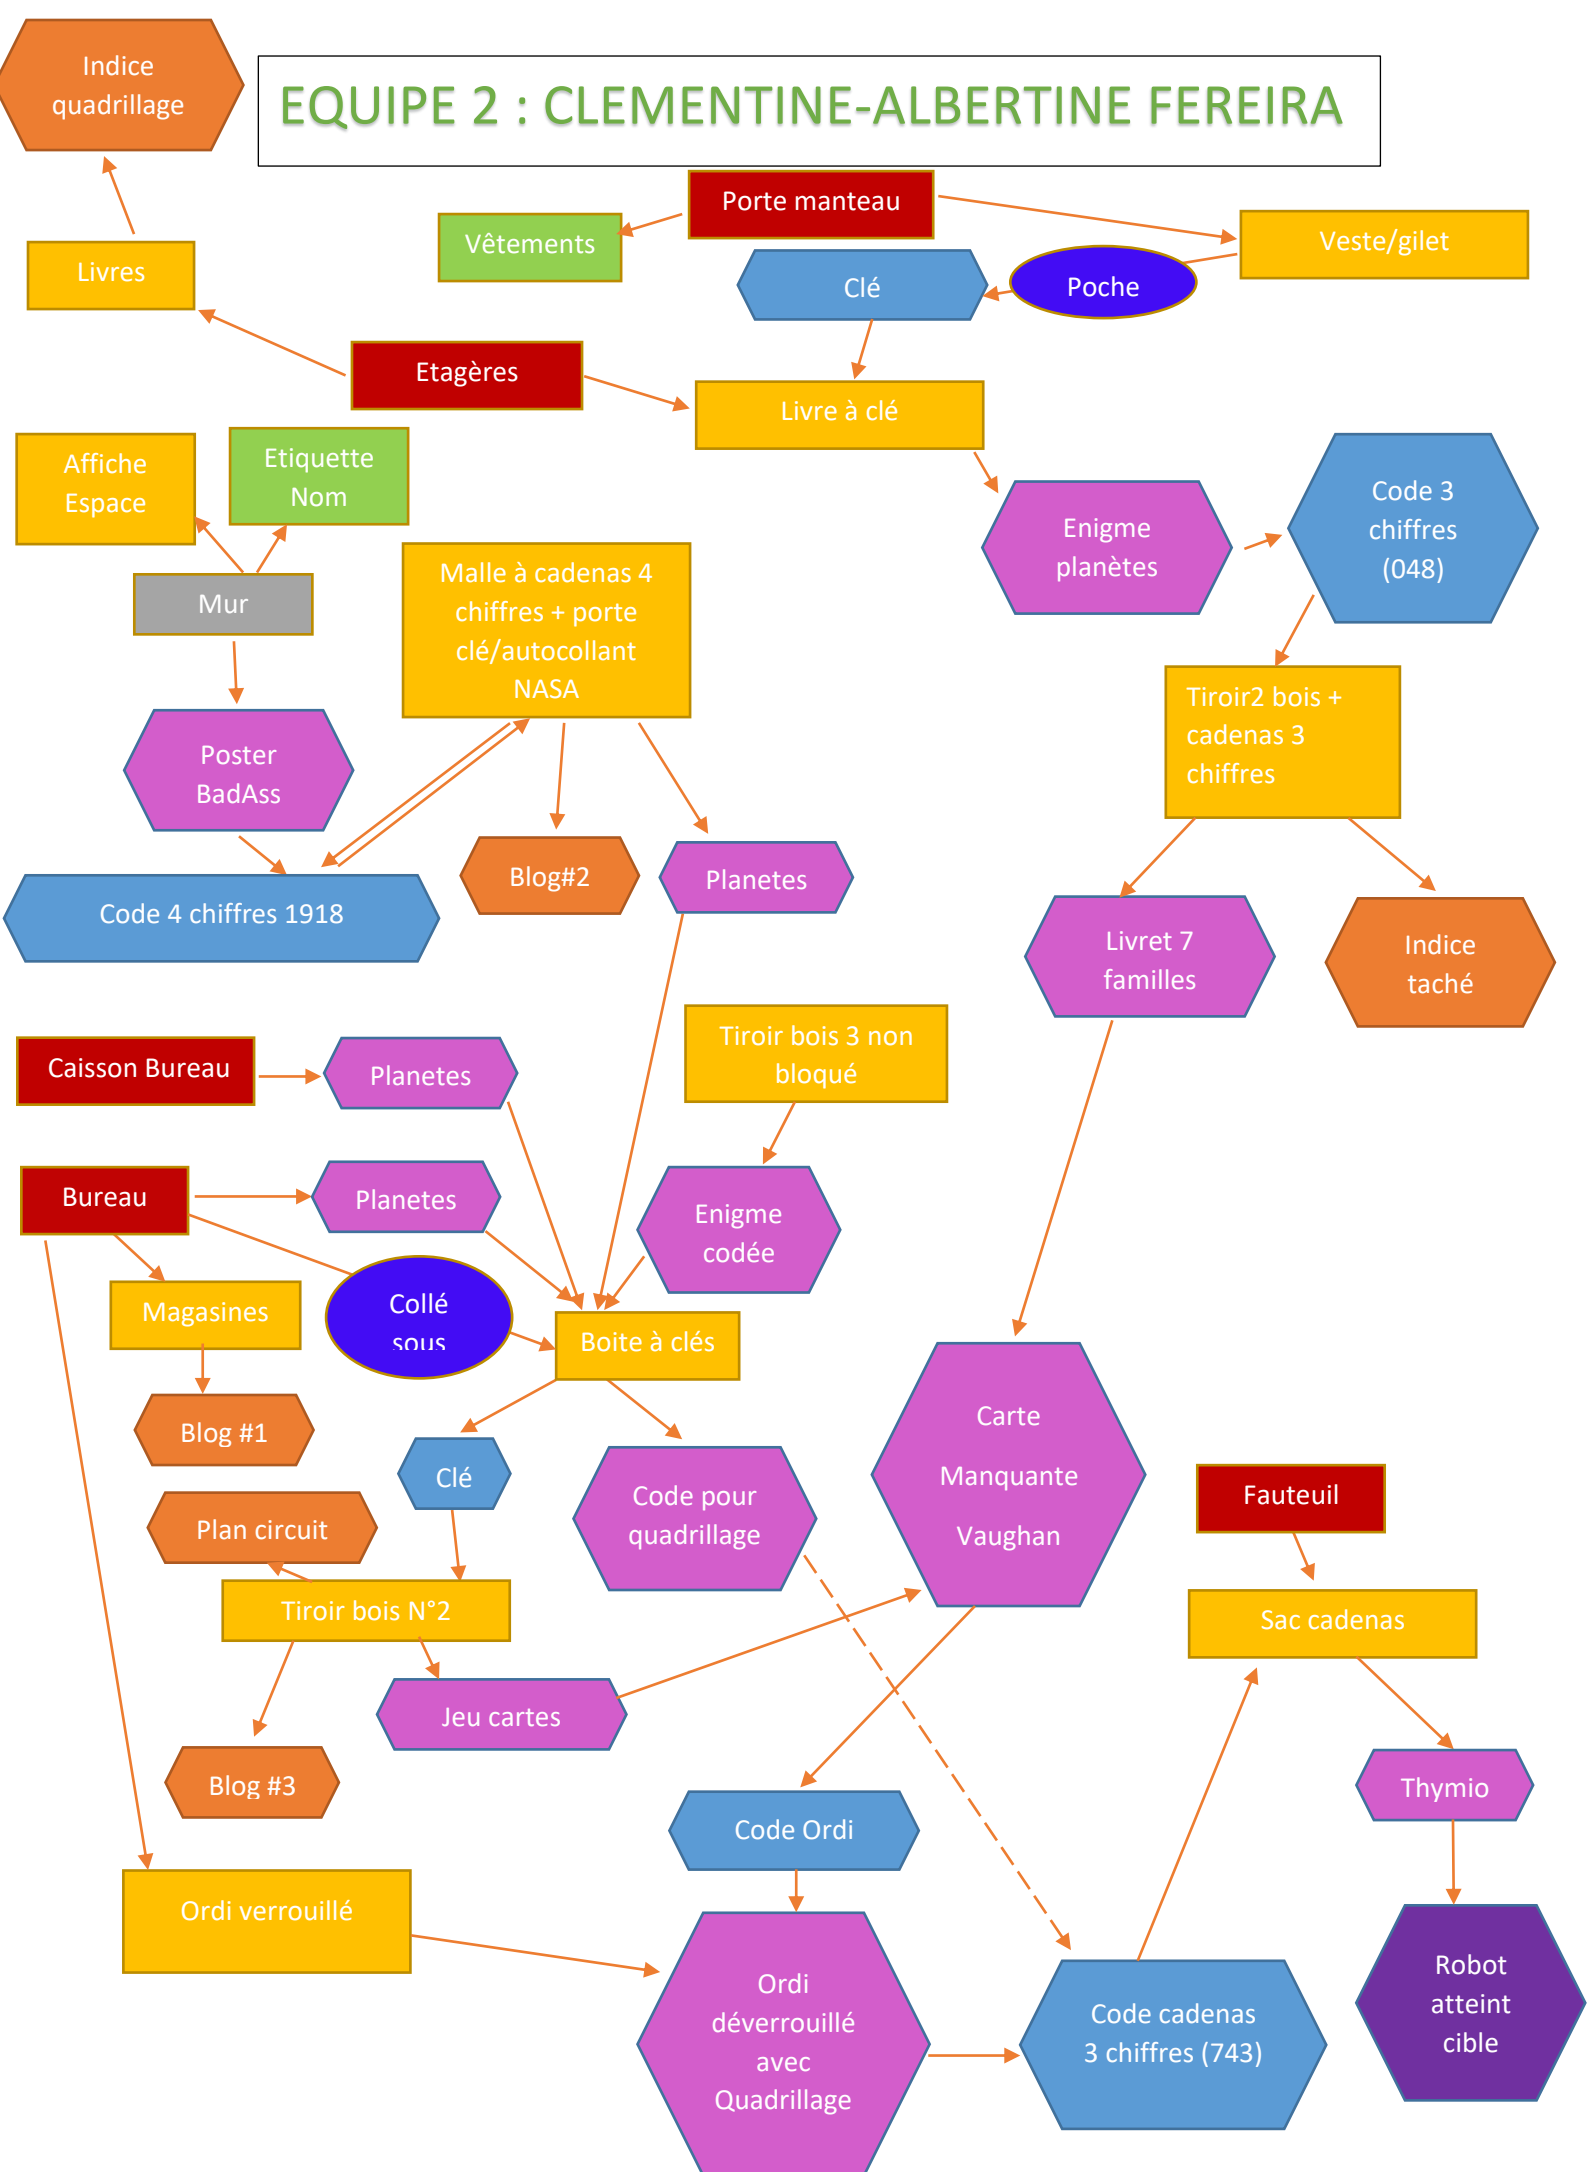 Indice
quadrillage
EQUIPE 2 : CLEMENTINE-ALBERTINE FEREIRA
Porte manteau
Vêtements
Veste/gilet
Livres
Clé
Poche
Etagères
Livre à clé
Affiche
Espace
Etiquette
Nom
Enigme
planètes
Code 3
chiffres
(048)
Mur
Malle à cadenas 4
chiffres + porte
clé/autocollant
NASA
Tiroir2 bois +
cadenas 3
chiffres
Poster
BadAss
Blog#2
Planetes
Code 4 chiffres 1918
Livret 7
familles
Indice
taché
Caisson Bureau
Planetes
Tiroir bois 3 non
bloqué
Bureau
Planetes
Enigme
codée
Magasines
Collé
sous
Boite à clés
Blog #1
Clé
Code pour
quadrillage
Carte
Manquante
Vaughan
Fauteuil
Plan circuit
Tiroir bois N°2
Sac cadenas
Jeu cartes
Blog #3
Thymio
Code Ordi
Ordi verrouillé
Ordi
déverrouillé
avec
Quadrillage
Code cadenas
3 chiffres (743)
Robot
atteint
cible